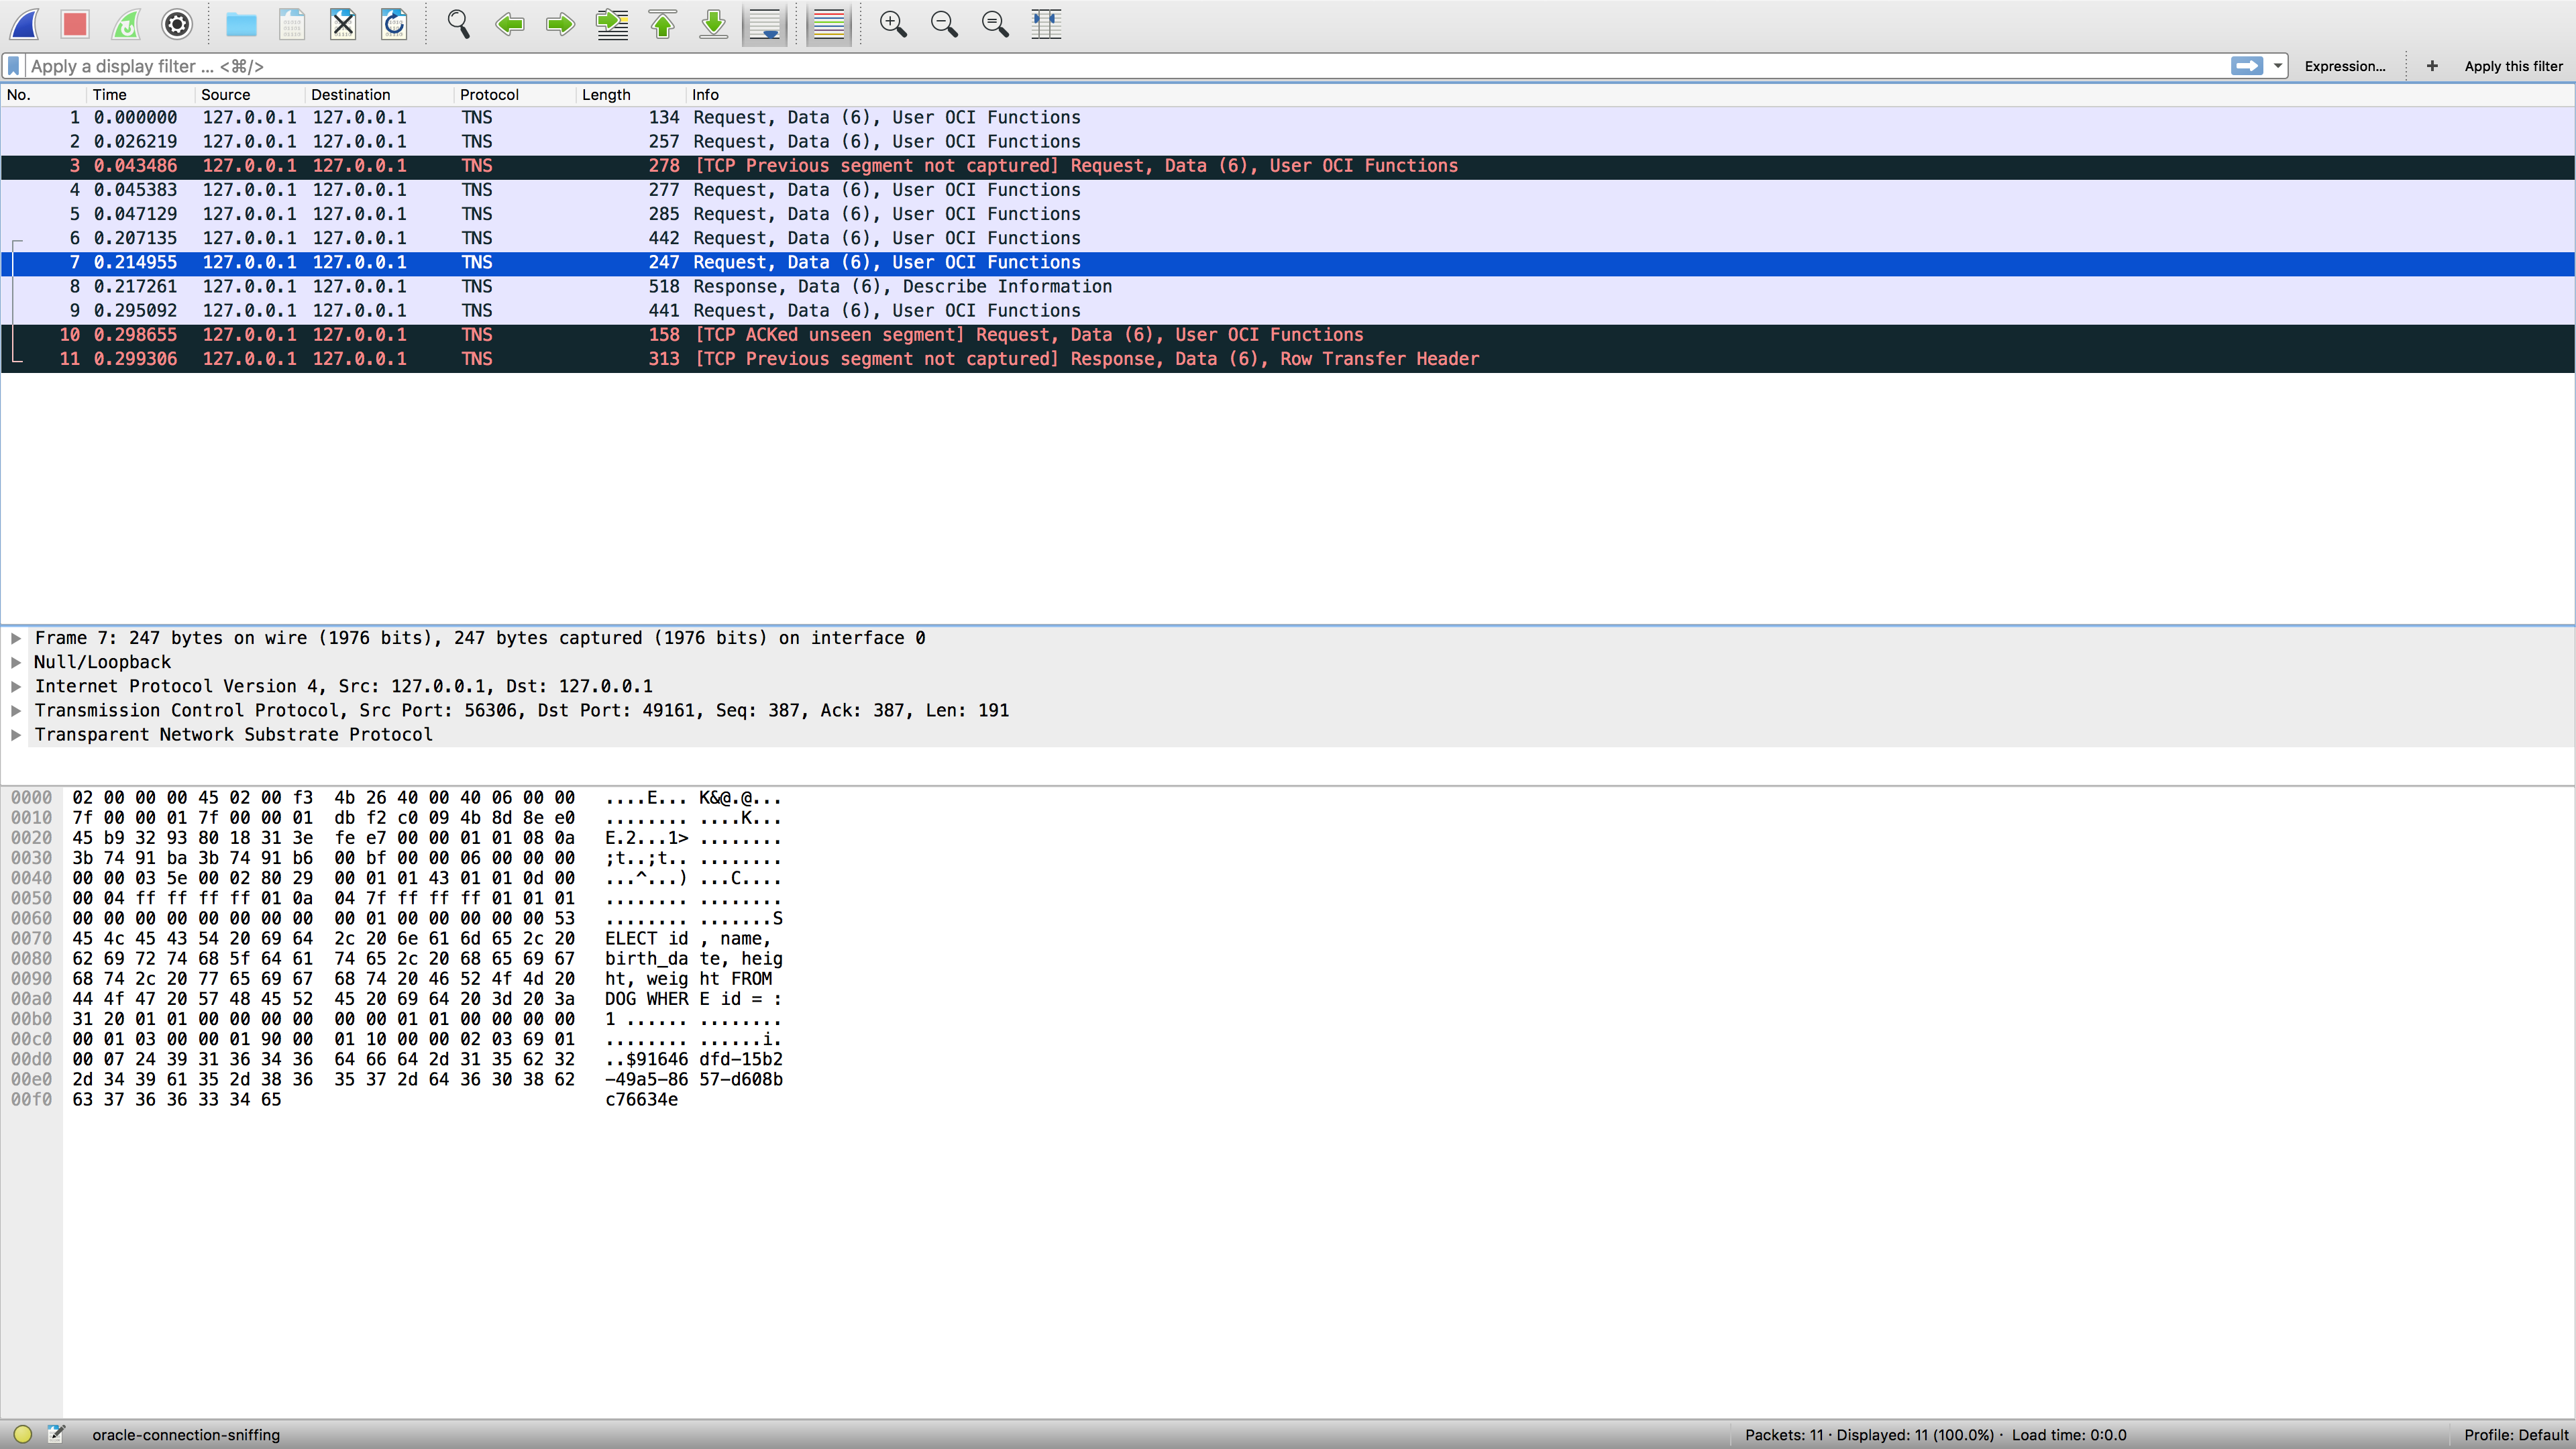 Apply a display filter ... <⌘/>
Expression...
+
Apply this filter
No. Time Source Destination Protocol Length Info
1 0.000000 127.0.0.1 127.0.0.1 TNS 134 Request, Data (6), User OCI Functions
2 0.026219 127.0.0.1 127.0.0.1 TNS 257 Request, Data (6), User OCI Functions
3 0.043486 127.0.0.1 127.0.0.1 TNS 278 [TCP Previous segment not captured] Request, Data (6), User OCI Functions
4 0.045383 127.0.0.1 127.0.0.1 TNS 277 Request, Data (6), User OCI Functions
5 0.047129 127.0.0.1 127.0.0.1 TNS 285 Request, Data (6), User OCI Functions
6 0.207135 127.0.0.1 127.0.0.1 TNS 442 Request, Data (6), User OCI Functions
7 0.214955 127.0.0.1 127.0.0.1 TNS 247 Request, Data (6), User OCI Functions
8 0.217261 127.0.0.1 127.0.0.1 TNS 518 Response, Data (6), Describe Information
9 0.295092 127.0.0.1 127.0.0.1 TNS 441 Request, Data (6), User OCI Functions
10 0.298655 127.0.0.1 127.0.0.1 TNS 158 [TCP ACKed unseen segment] Request, Data (6), User OCI Functions
11 0.299306 127.0.0.1 127.0.0.1 TNS 313 [TCP Previous segment not captured] Response, Data (6), Row Transfer Header
Frame 7: 247 bytes on wire (1976 bits), 247 bytes captured (1976 bits) on interface 0
Null/Loopback
Internet Protocol Version 4, Src: 127.0.0.1, Dst: 127.0.0.1
Transmission Control Protocol, Src Port: 56306, Dst Port: 49161, Seq: 387, Ack: 387, Len: 191
Transparent Network Substrate Protocol
0000 02 00 00 00 45 02 00 f3 4b 26 40 00 40 06 00 00 ....E... K&@.@...
0010 7f 00 00 01 7f 00 00 01 db f2 c0 09 4b 8d 8e e0 ........ ....K...
0020 45 b9 32 93 80 18 31 3e fe e7 00 00 01 01 08 0a E.2...1> ........
0030 3b 74 91 ba 3b 74 91 b6 00 bf 00 00 06 00 00 00 ;t..;t.. ........
0040 00 00 03 5e 00 02 80 29 00 01 01 43 01 01 0d 00 ...^...) ...C....
0050 00 04 ff ff ff ff 01 0a 04 7f ff ff ff 01 01 01 ........ ........
0060 00 00 00 00 00 00 00 00 00 01 00 00 00 00 00 53 ........ .......S
0070 45 4c 45 43 54 20 69 64 2c 20 6e 61 6d 65 2c 20 ELECT id , name,
0080 62 69 72 74 68 5f 64 61 74 65 2c 20 68 65 69 67 birth_da te, heig
0090 68 74 2c 20 77 65 69 67 68 74 20 46 52 4f 4d 20 ht, weig ht FROM
00a0 44 4f 47 20 57 48 45 52 45 20 69 64 20 3d 20 3a DOG WHER E id = :
00b0 31 20 01 01 00 00 00 00 00 00 01 01 00 00 00 00 1 ...... ........
00c0 00 01 03 00 00 01 90 00 01 10 00 00 02 03 69 01 ........ ......i.
00d0 00 07 24 39 31 36 34 36 64 66 64 2d 31 35 62 32 ..$91646 dfd-15b2
00e0 2d 34 39 61 35 2d 38 36 35 37 2d 64 36 30 38 62 -49a5-86 57-d608b
00f0 63 37 36 36 33 34 65 c76634e
oracle-connection-sniffing
Packets: 11 · Displayed: 11 (100.0%) · Load time: 0:0.0
Profile: Default